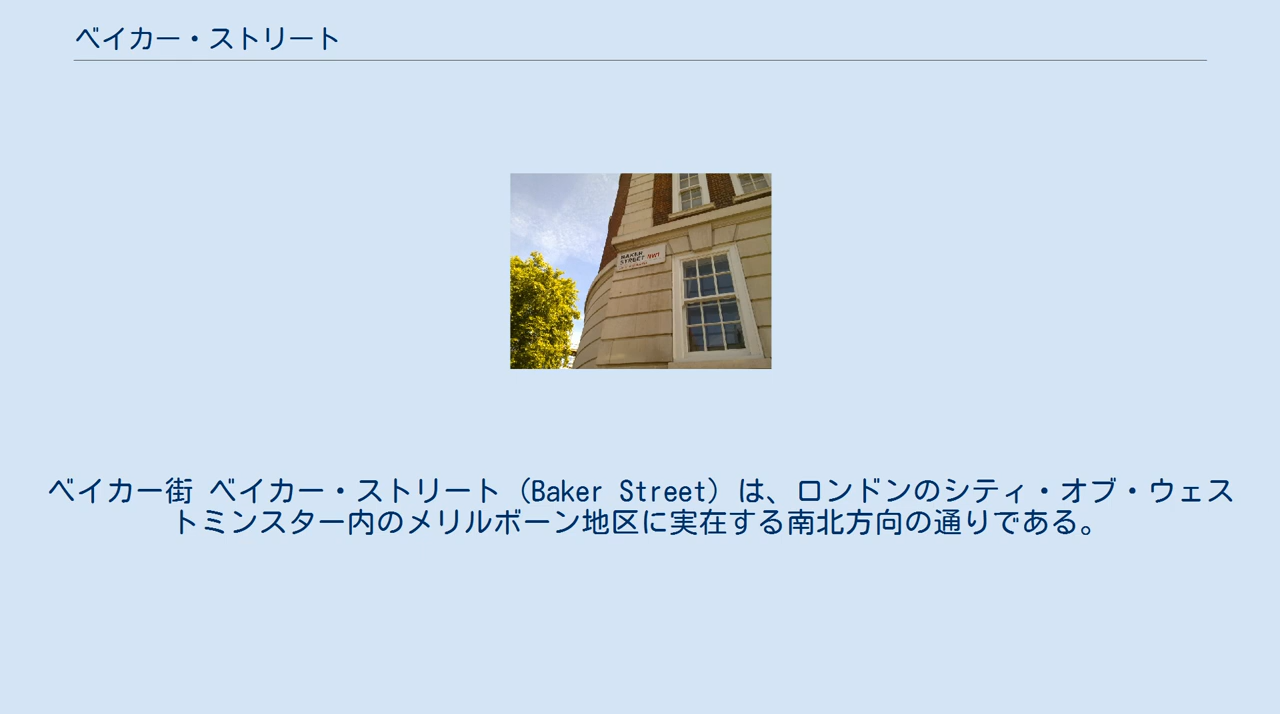 ベイカー・ストリート
BAKER
STREET NW1
ベイカー街 ベイカー・ストリート（Baker Street）は、ロンドンのシティ・オブ・ウェス
トミンスター内のメリルボーン地区に実在する南北方向の通りである。